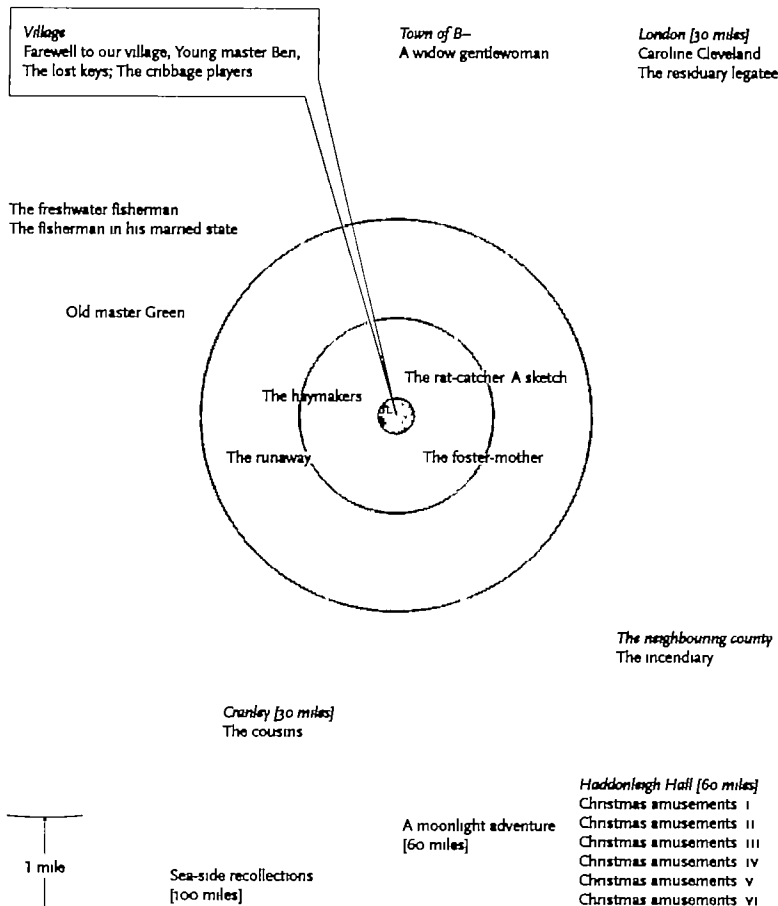 Village
Farewell to our village, Young master Ben,
The lost keys; The cribbage players
Town of B–
A widow gentlewoman
London [30 miles]
Caroline Cleveland
The residuary legatee
The freshwater fisherman
The fisherman in his married state
Old master Green
The rat-catcher A sketch
The haymakers
The runaway
The foster-mother
The neighbouring county
The incendiary
Cranley [30 miles]
The cousins
Haddonleigh Hall [60 miles]
Christmas amusements I
Christmas amusements II
Christmas amusements III
Christmas amusements IV
Christmas amusements V
Christmas amusements VI
A moonlight adventure
[60 miles]
1 mile
Sea-side recollections
[100 miles]